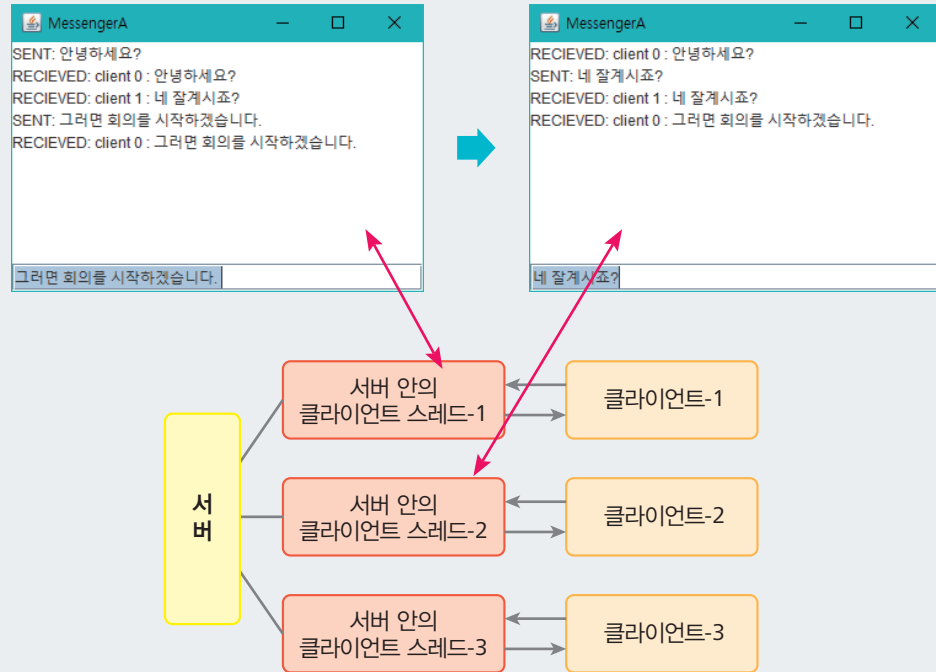 MessengerA
SENT: 안녕하세요?
RECIEVED: client 0 : 안녕하세요?
RECIEVED: client 1 : 네 잘계시죠?
SENT: 그러면 회의를 시작하겠습니다.
RECIEVED: client 0 : 그러면 회의를 시작하겠습니다.
그러면 회의를 시작하겠습니다.
MessengerA
RECIEVED: client 0 : 안녕하세요?
SENT: 네 잘계시죠?
RECIEVED: client 1 : 네 잘계시죠?
RECIEVED: client 0 : 그러면 회의를 시작하겠습니다.
네 잘계시죠?
서버
서버 안의
클라이언트 스레드-1
클라이언트-1
서버 안의
클라이언트 스레드-2
클라이언트-2
서버 안의
클라이언트 스레드-3
클라이언트-3